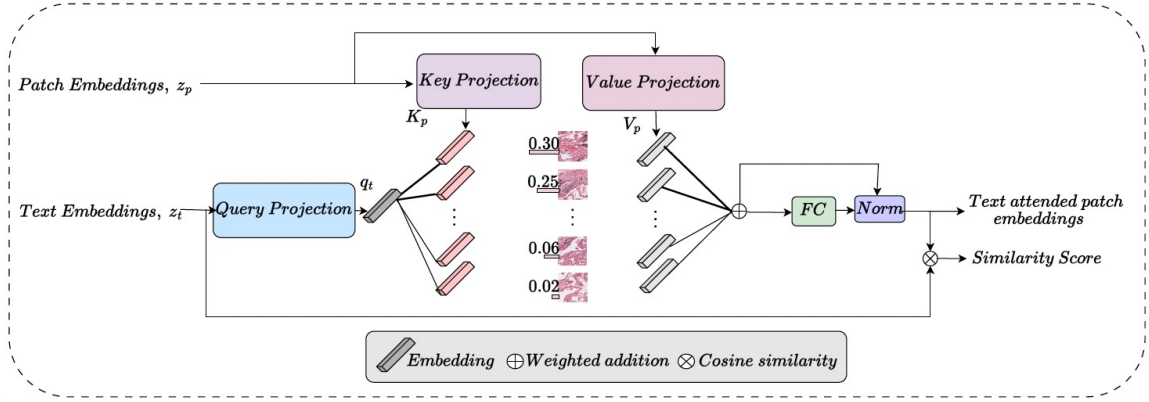 Patch Embeddings, z_p
Key Projection
Value Projection
K_p
V_p
0.30
0.25
0.06
0.02
Text Embeddings, z_t
Query Projection
q_t
FC
Norm
Text attended patch
embeddings
Similarity Score
Embedding
Weighted addition
Cosine similarity